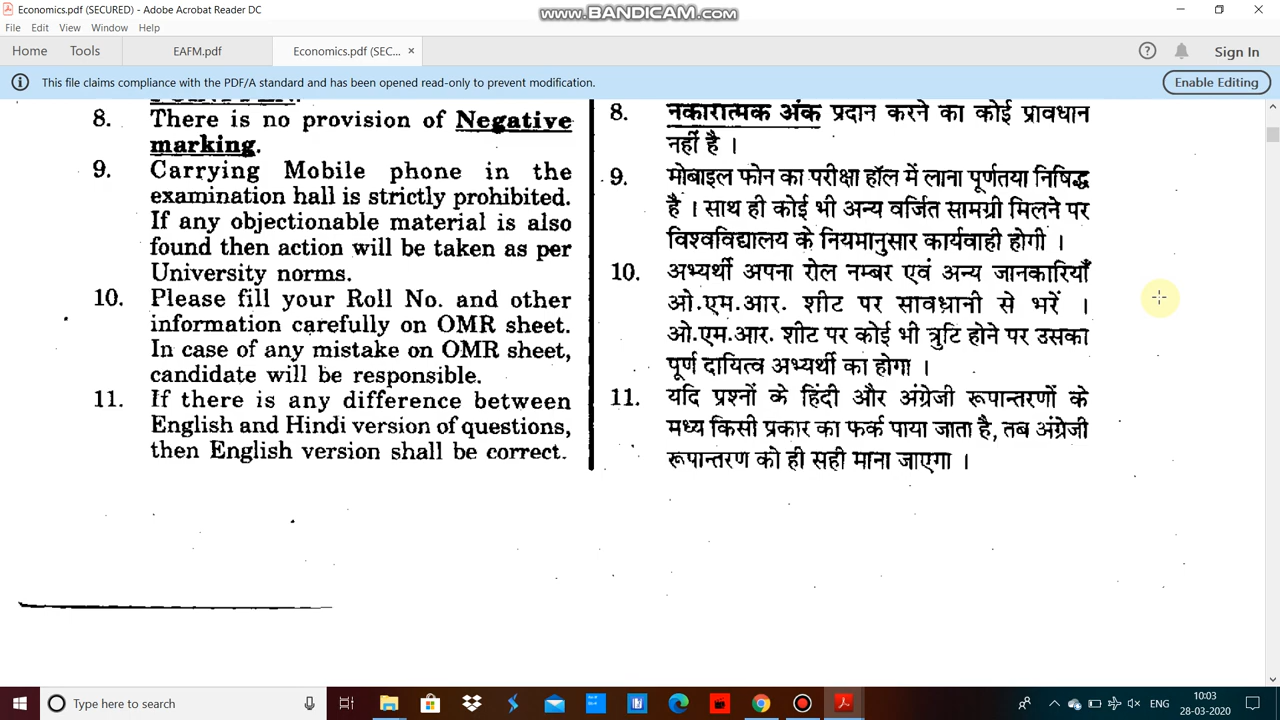 Economics.pdf (SECURED) - Adobe Acrobat Reader DC
www.BANDICAM.com
File Edit View Window Help
Home Tools EAFM.pdf Economics.pdf (SEC... × Sign In
This file claims compliance with the PDF/A standard and has been opened read-only to prevent modification. Enable Editing
8. There is no provision of Negative
marking.
9. Carrying Mobile phone in the
examination hall is strictly prohibited.
If any objectionable material is also
found then action will be taken as per
University norms.
10. Please fill your Roll No. and other
information carefully on OMR sheet.
In case of any mistake on OMR sheet,
candidate will be responsible.
11. If there is any difference between
English and Hindi version of questions,
then English version shall be correct.
8. नकारात्मक अंक प्रदान करने का कोई प्रावधान
नहीं है ।
9. मोबाइल फोन का परीक्षा हॉल में लाना पूर्णतया निषिद्ध
है । साथ ही कोई भी अन्य वर्जित सामग्री मिलने पर
विश्वविद्यालय के नियमानुसार कार्यवाही होगी ।
10. अभ्यर्थी अपना रोल नम्बर एवं अन्य जानकारियाँ
ओ.एम.आर. शीट पर सावधानी से भरें ।
ओ.एम.आर. शीट पर कोई भी त्रुटि होने पर उसका
पूर्ण दायित्व अभ्यर्थी का होगा ।
11. यदि प्रश्नों के हिंदी और अंग्रेजी रूपान्तरणों के
मध्य किसी प्रकार का फर्क पाया जाता है, तब अंग्रेजी
रूपान्तरण को ही सही माना जाएगा ।
Type here to search
ENG
10:03
28-03-2020